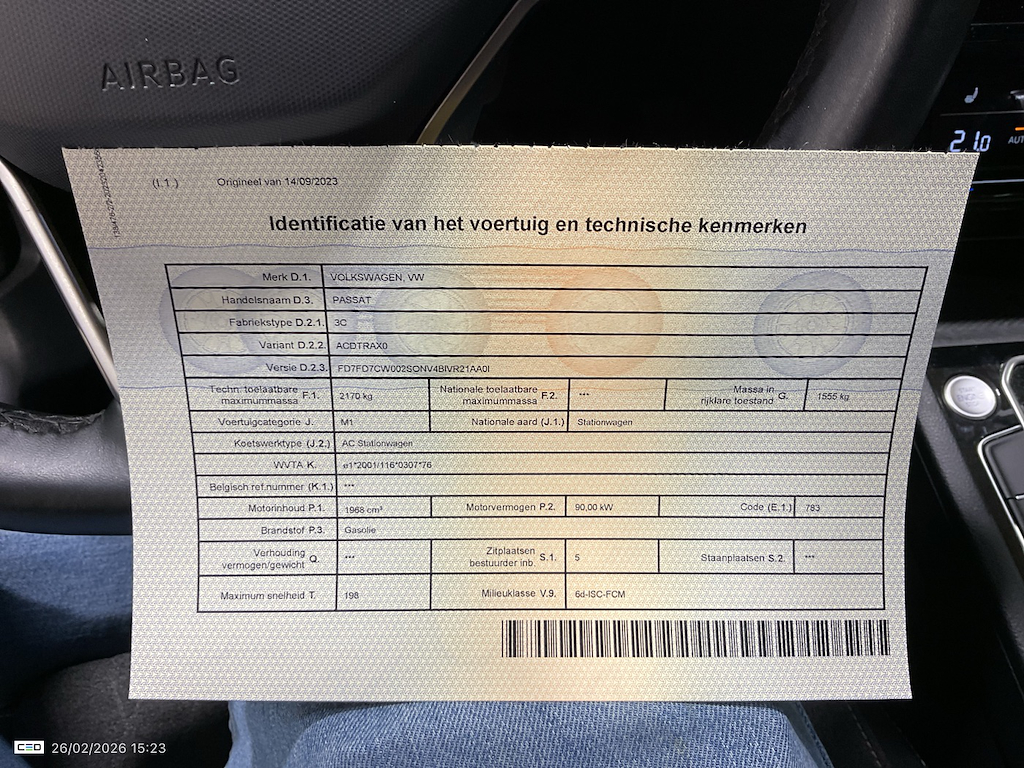 AIRBAG
21.0
AUT
(I.1.) Origineel van 14/09/2023
Identificatie van het voertuig en technische kenmerken
Merk D.1. VOLKSWAGEN, VW
Handelsnaam D.3. PASSAT
Fabriekstype D.2.1. 3C
Variant D.2.2. ACDTRAX0
Versie D.2.3. FD7FD7CW002SONV4BIVR21AA0I
Techn. toelaatbare maximummassa F.1. 2170 kg Nationale toelaatbare maximummassa F.2. *** Massa in rijklare toestand G. 1555 kg
Voertuigcategorie J. M1 Nationale aard (J.1.) Stationwagen
Koetswerktype (J.2.) AC Stationwagen
WVTA K. e1*2001/116*0307*76
Belgisch ref.nummer (K.1.) ***
Motorinhoud P.1. 1968 cm³ Motorvermogen P.2. 90,00 kW Code (E.1.) 783
Brandstof P.3. Gasolie
Verhouding vermogen/gewicht Q. *** Zitplaatsen bestuurder inb. S.1. 5 Staanplaatsen S.2. ***
Maximum snelheid T. 198 Milieuklasse V.9. 6d-ISC-FCM
CEO 26/02/2026 15:23